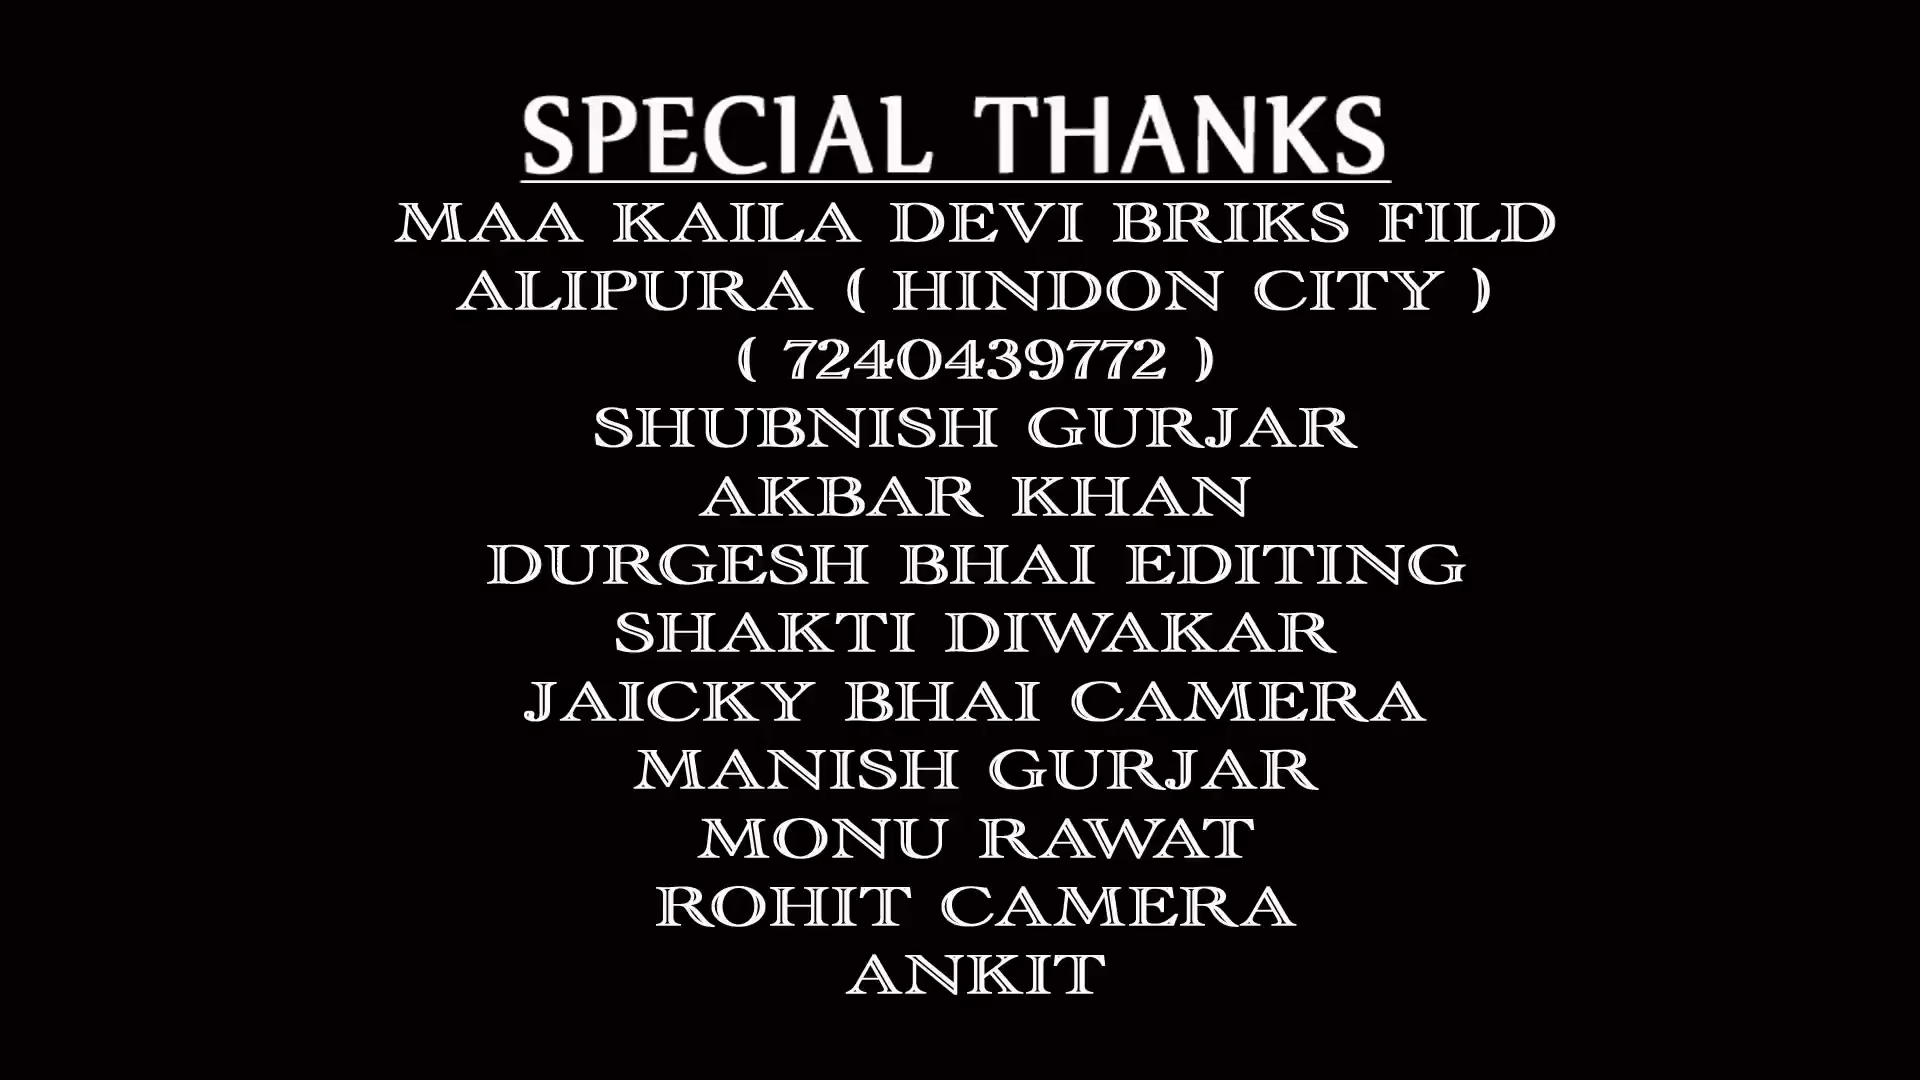 SPECIAL THANKS
MAA KAILA DEVI BRIKS FILD
ALIPURA ( HINDON CITY )
( 7240439772 )
SHUBNISH GURJAR
AKBAR KHAN
DURGESH BHAI EDITING
SHAKTI DIWAKAR
JAICKY BHAI CAMERA
MANISH GURJAR
MONU RAWAT
ROHIT CAMERA
ANKIT